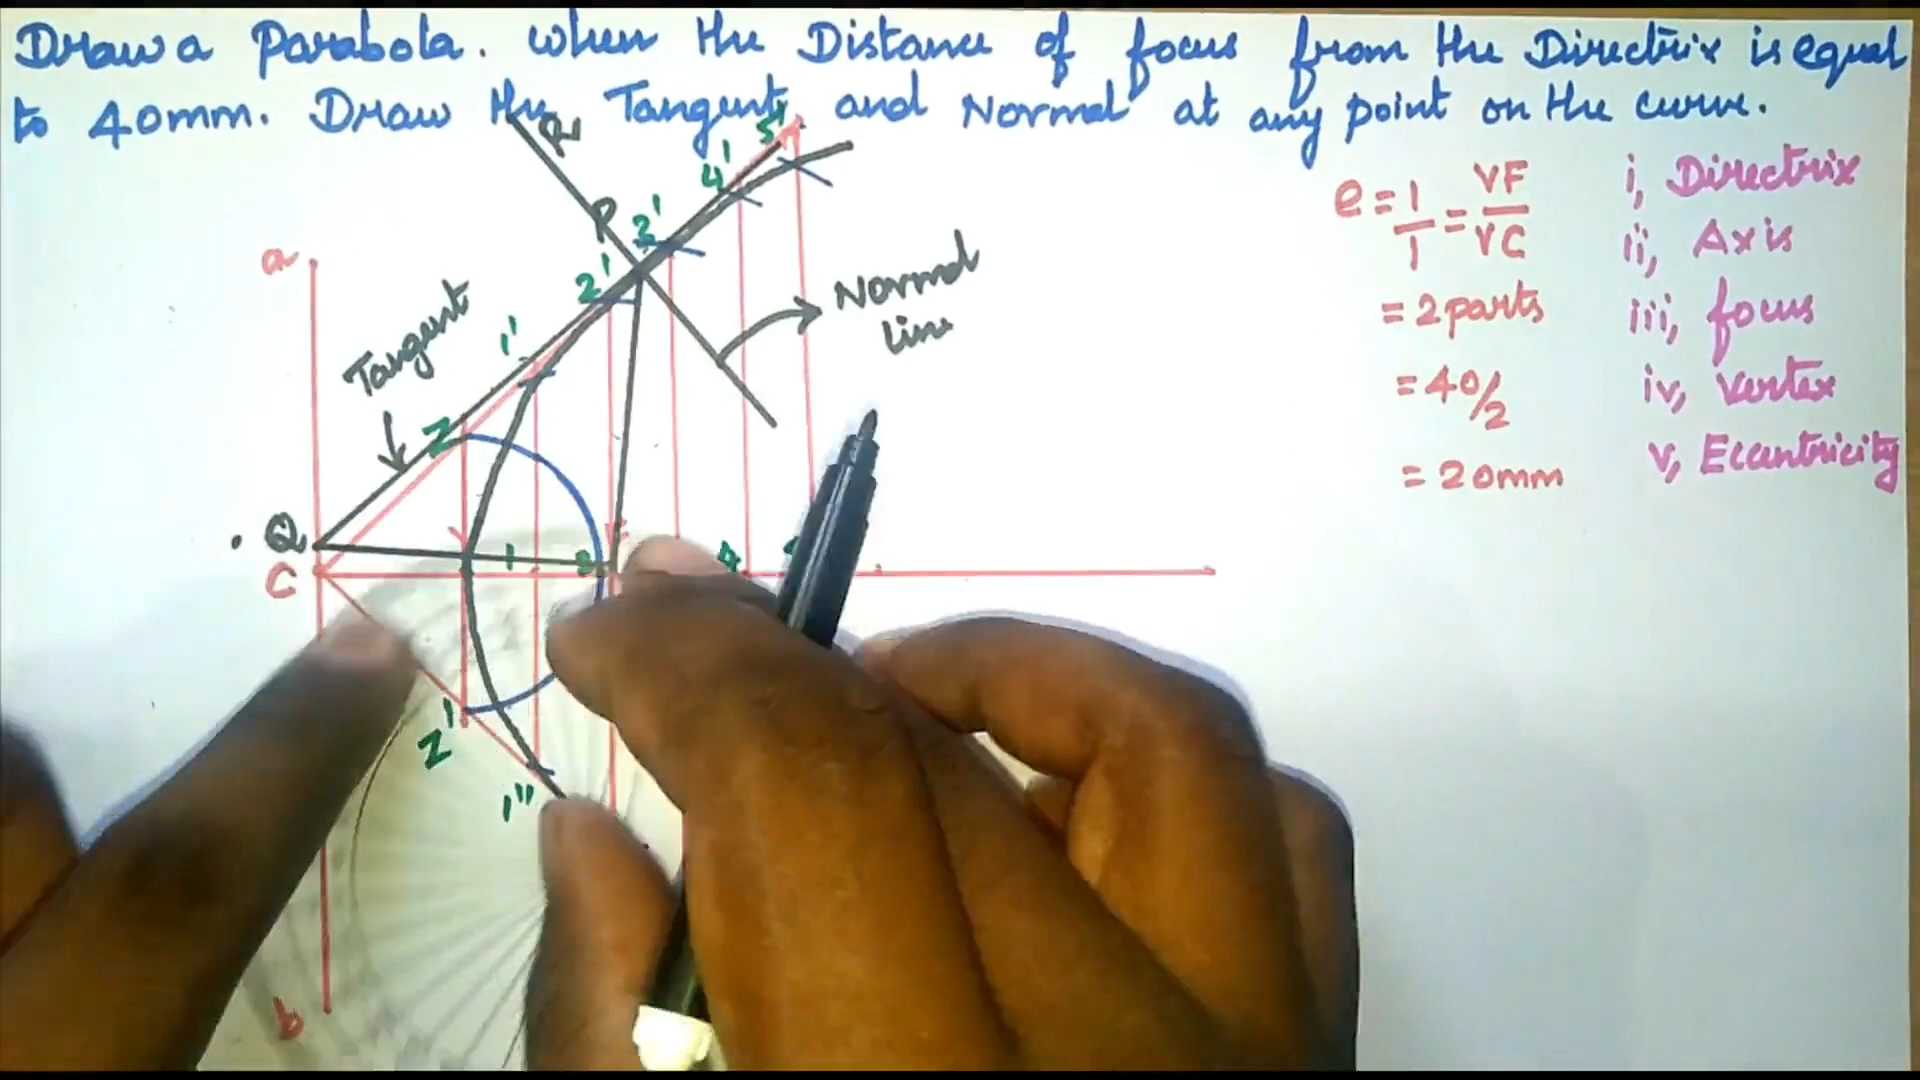 Draw a Parabola. when the Distance of focus from the Directrix is equal
to 40mm. Draw the Tangent and Normal at any point on the curve.
e = 1/1 = VF/VC
= 2 parts
= 40/2
= 20mm
i, Directrix
ii, Axis
iii, focus
iv, Vertex
v, Eccentricity
5'
4'
P
3'
2'
1'
a
Tangent
Normal
line
Z
Q
C
1
4
Z'
1''
b